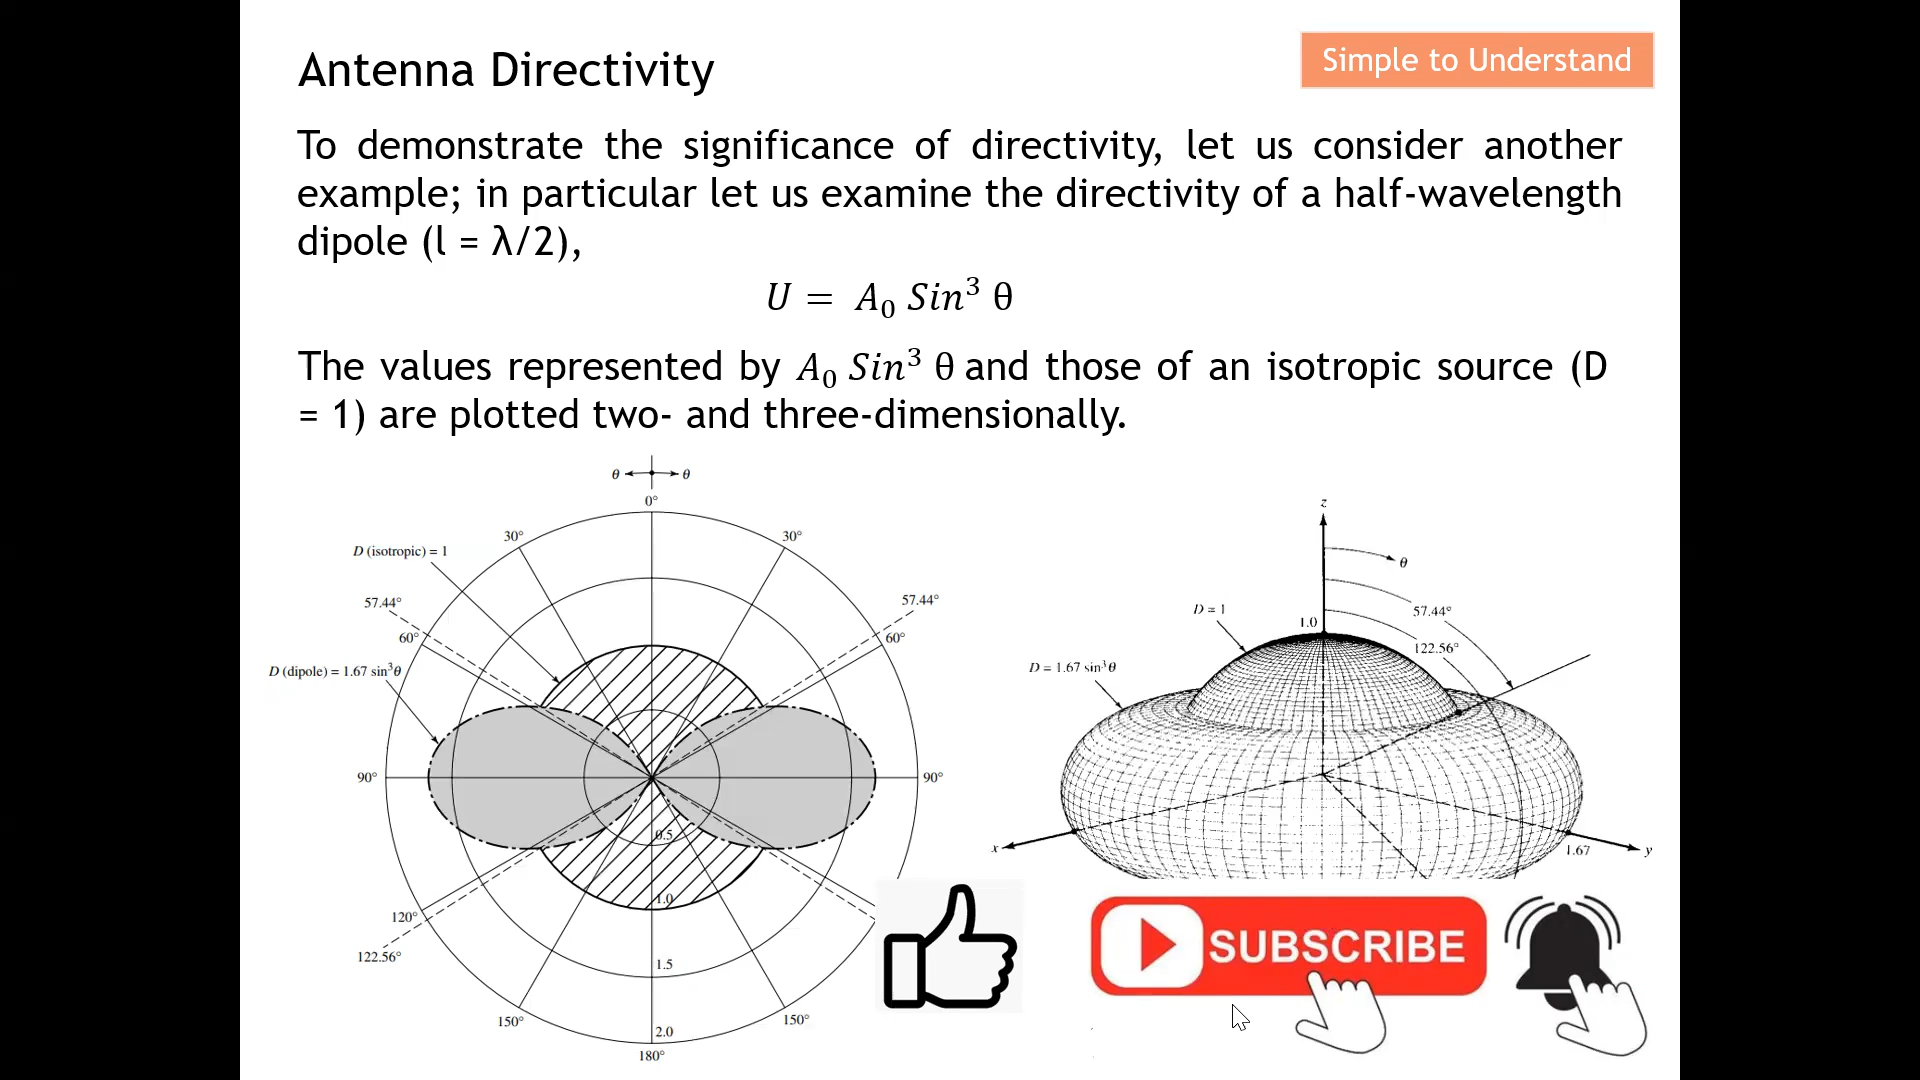 Antenna Directivity
Simple to Understand
To demonstrate the significance of directivity, let us consider another
example; in particular let us examine the directivity of a half-wavelength
dipole (l = λ/2),
U = A₀ Sin³ θ
The values represented by A₀ Sin³ θ and those of an isotropic source (D
= 1) are plotted two- and three-dimensionally.
θ θ
0°
30° 30°
D (isotropic) = 1
57.44° 57.44°
60° 60°
D (dipole) = 1.67 sin³θ
90° 90°
0.5
1.0
120°
122.56°
1.5
150° 150°
2.0
180°
z
θ
D = 1
57.44°
1.0
122.56°
D = 1.67 sin³θ
x
1.67
y
SUBSCRIBE